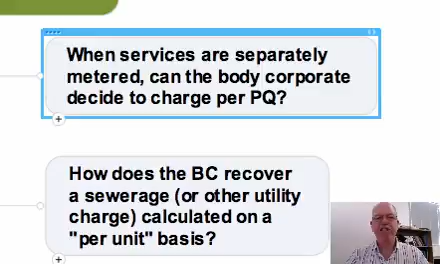 When services are separately
metered, can the body corporate
decide to charge per PQ?
How does the BC recover
a sewerage (or other utility
charge) calculated on a
"per unit" basis?